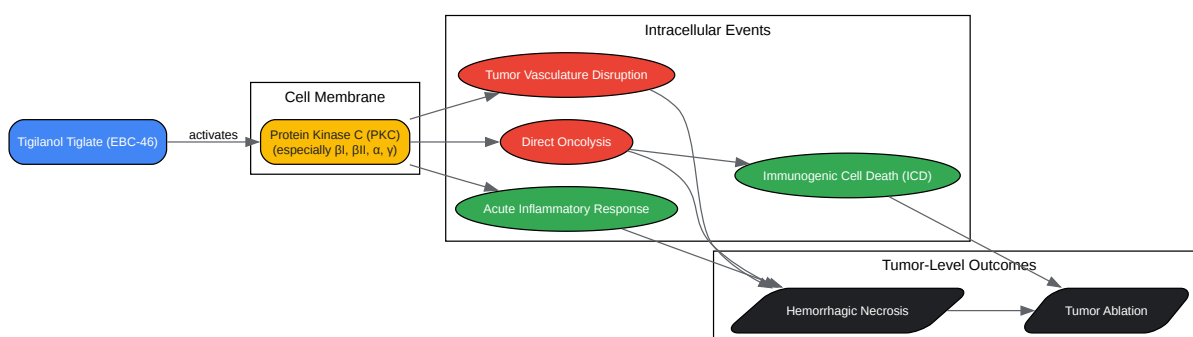 Intracellular Events
Tumor Vasculature Disruption
Cell Membrane
Tigilanol Tiglate (EBC-46)
activates
Protein Kinase C (PKC)
(especially βI, βII, α, γ)
Direct Oncolysis
Immunogenic Cell Death (ICD)
Acute Inflammatory Response
Tumor-Level Outcomes
Hemorrhagic Necrosis
Tumor Ablation